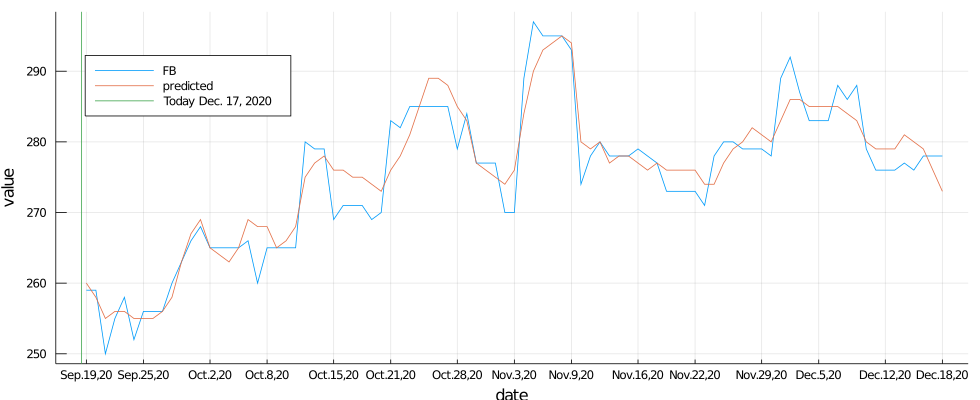 FB
predicted
Today Dec. 17, 2020
290
280
270
260
250
value
Sep.19,20 Sep.25,20 Oct.2,20 Oct.8,20 Oct.15,20 Oct.21,20 Oct.28,20 Nov.3,20 Nov.9,20 Nov.16,20 Nov.22,20 Nov.29,20 Dec.5,20 Dec.12,20 Dec.18,20
date